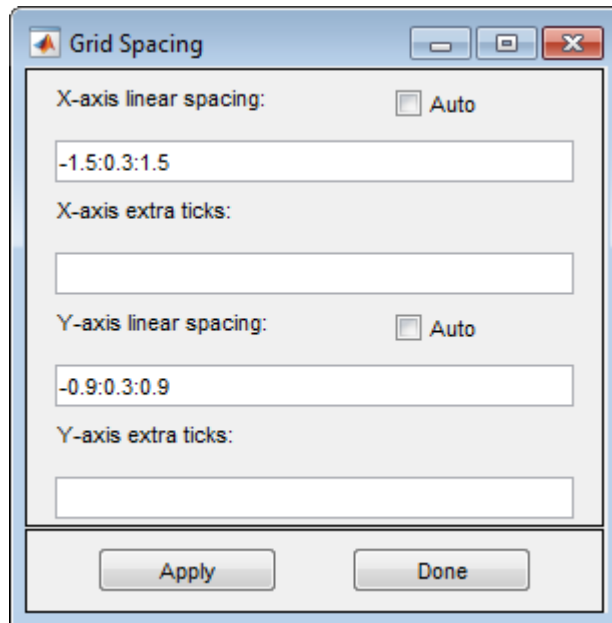 Grid Spacing
X-axis linear spacing: Auto
-1.5:0.3:1.5
X-axis extra ticks:
Y-axis linear spacing: Auto
-0.9:0.3:0.9
Y-axis extra ticks:
Apply Done